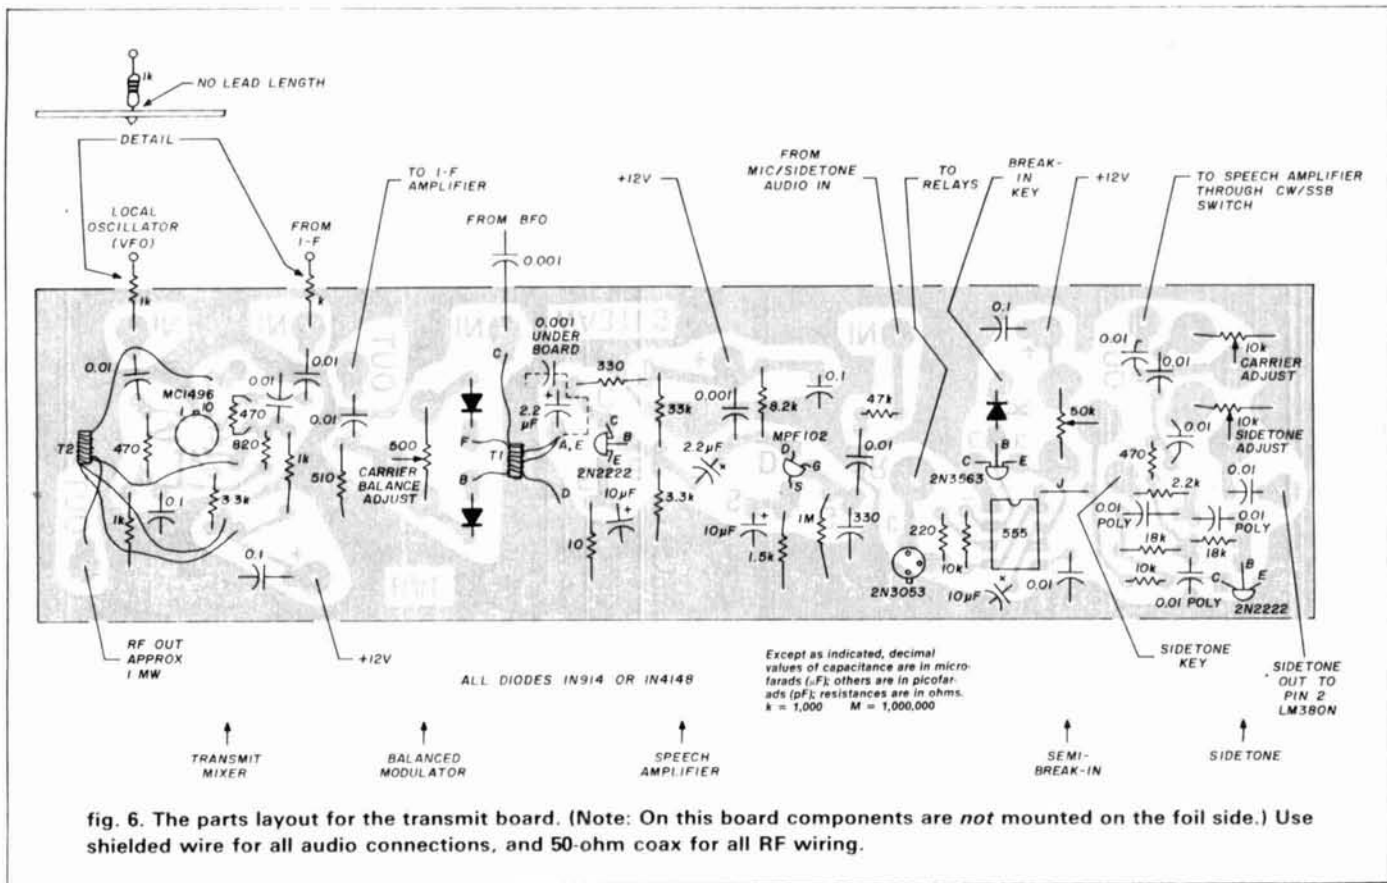 1k
NO LEAD LENGTH
DETAIL
LOCAL
OSCILLATOR
(VFO)
FROM
I-F
TO I-F
AMPLIFIER
FROM BFO
0.001
+12V
FROM
MIC/SIDETONE
AUDIO IN
TO
RELAYS
BREAK-
IN
KEY
+12V
TO SPEECH AMPLIFIER
THROUGH CW/SSB
SWITCH
1k
k
0.01
MC1496
10
0.01
0.01
470
470
820
0.01
T2
1k
510
3.3k
0.1
1k
0.1
500
CARRIER
BALANCE
ADJUST
C
F
B
D
T1
A, E
0.001
UNDER
BOARD
2.2
µF
330
C
B
E
2N2222
10µF
10
33k
3.3k
2.2µF
0.001
8.2k
0.1
MPF102
D
G
S
47k
0.01
10µF
1.5k
1M
330
220
10k
2N3053
10µF
0.1
C
B
E
2N3563
555
50k
J
0.01
0.01
0.01
10k
CARRIER
ADJUST
10k
SIDETONE
ADJUST
0.01
470
2.2k
0.01
0.01
POLY
0.01
POLY
18k
18k
10k
0.01 POLY
B
C
E
2N2222
RF OUT
APPROX
1 MW
+12V
ALL DIODES IN914 OR IN4148
Except as indicated, decimal
values of capacitance are in micro-
farads (µF); others are in picofar-
ads (pF); resistances are in ohms.
k = 1,000 M = 1,000,000
SIDETONE
KEY
SIDETONE
OUT TO
PIN 2
LM380N
TRANSMIT
MIXER
BALANCED
MODULATOR
SPEECH
AMPLIFIER
SEMI-
BREAK-IN
SIDETONE
fig. 6. The parts layout for the transmit board. (Note: On this board components are not mounted on the foil side.) Use
shielded wire for all audio connections, and 50-ohm coax for all RF wiring.